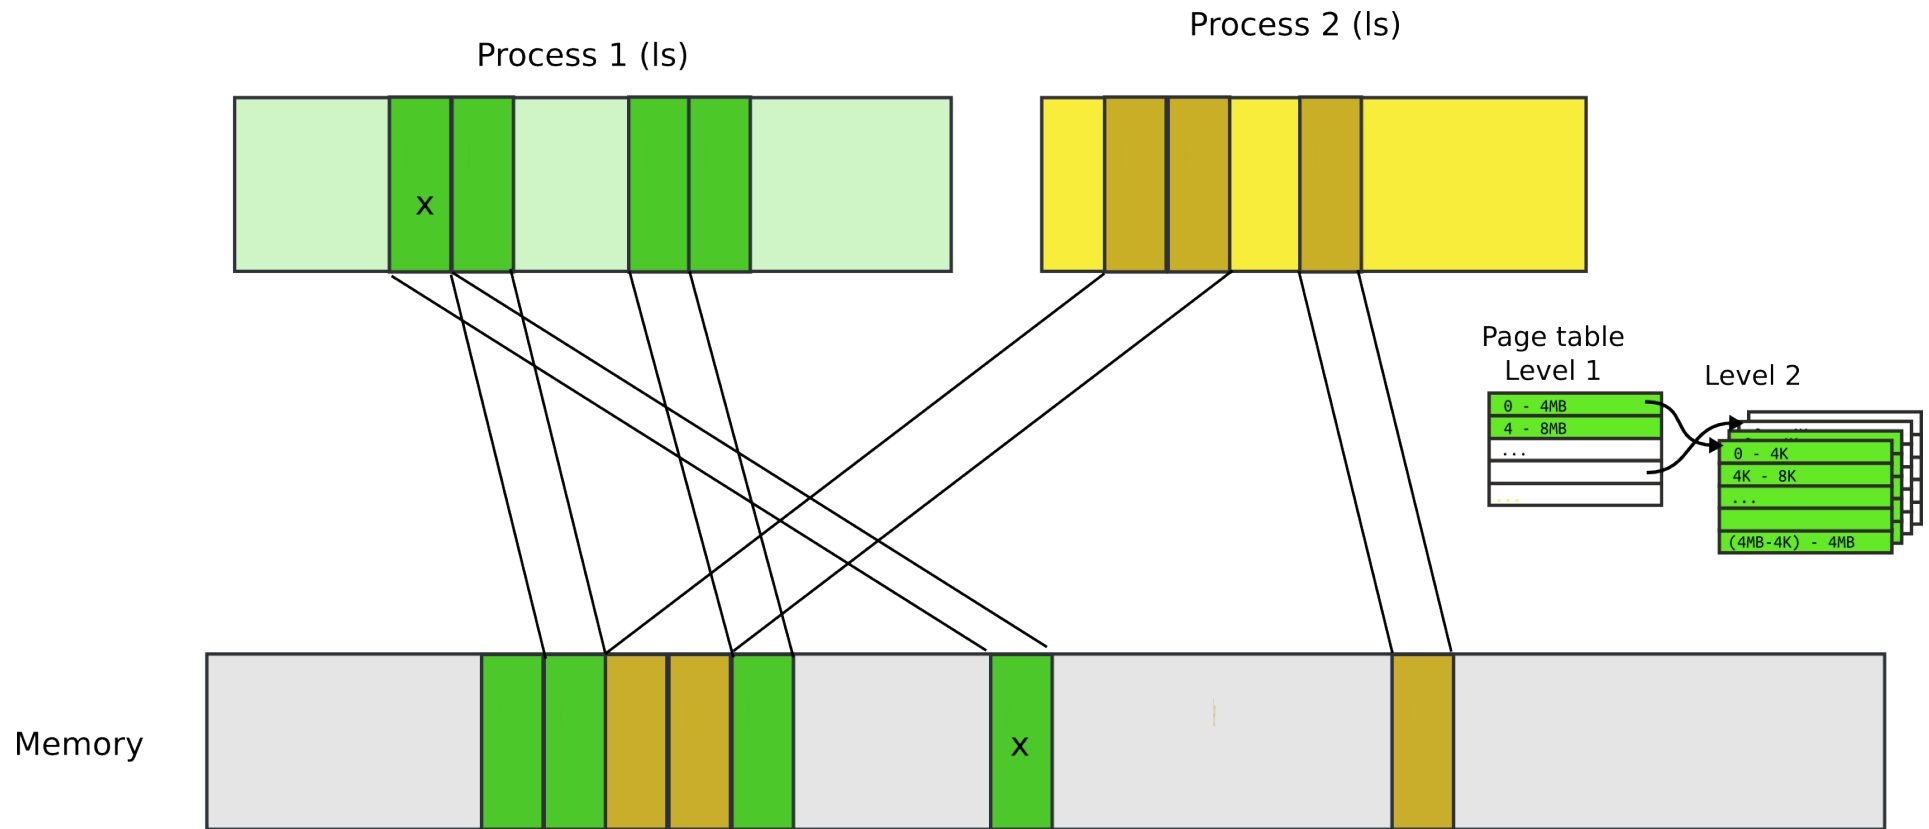 Process 1 (ls)
Process 2 (ls)
x
Page table
Level 1
Level 2
0 - 4MB
4 - 8MB
...
...
0 - 4K
4K - 8K
...
(4MB-4K) - 4MB
Memory
x